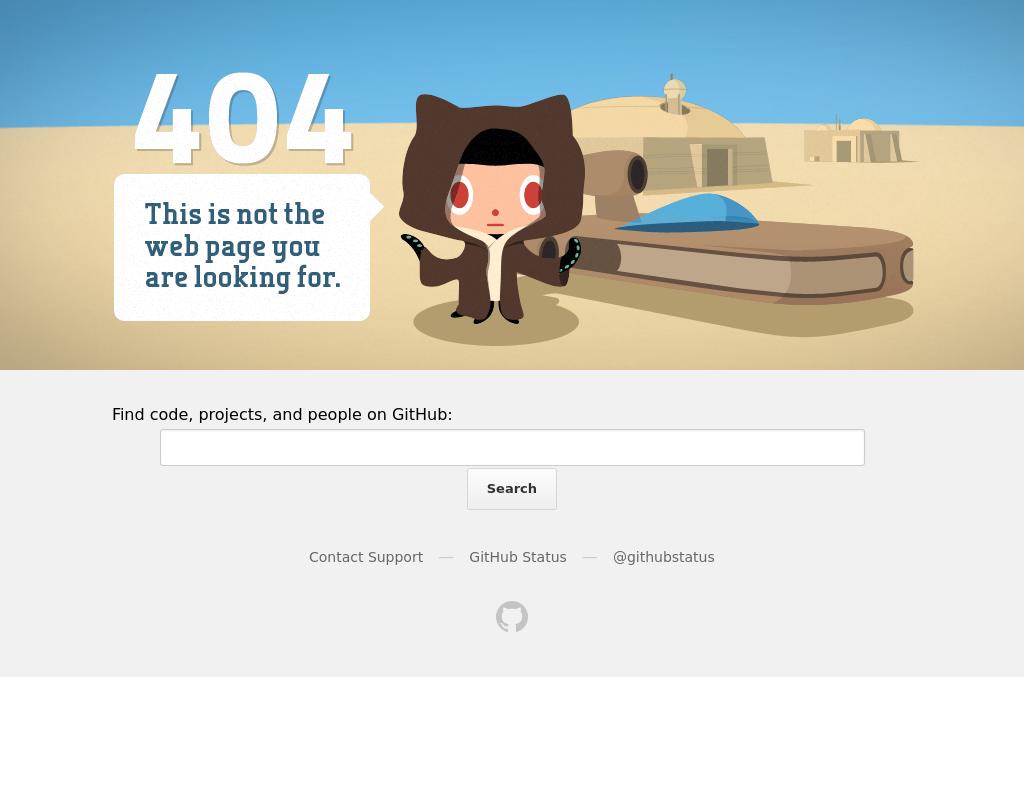 404
This is not the
web page you
are looking for.
Find code, projects, and people on GitHub:
Search
Contact Support — GitHub Status — @githubstatus